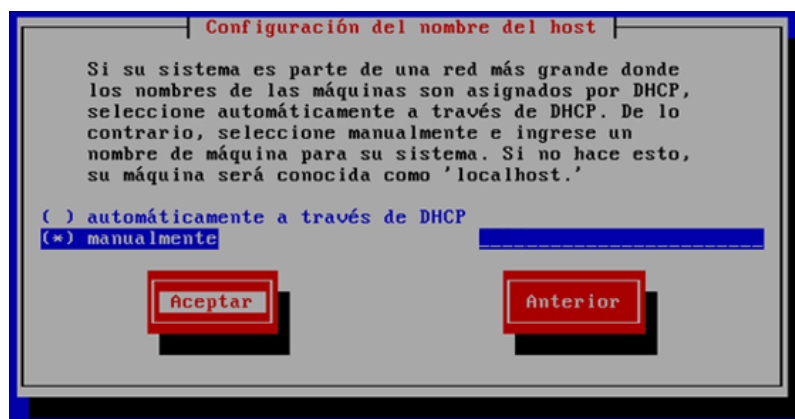 Configuración del nombre del host
Si su sistema es parte de una red más grande donde
los nombres de las máquinas son asignados por DHCP,
seleccione automáticamente a través de DHCP. De lo
contrario, seleccione manualmente e ingrese un
nombre de máquina para su sistema. Si no hace esto,
su máquina será conocida como 'localhost.'
( ) automáticamente a través de DHCP
(*) manualmente ________________________
Aceptar Anterior